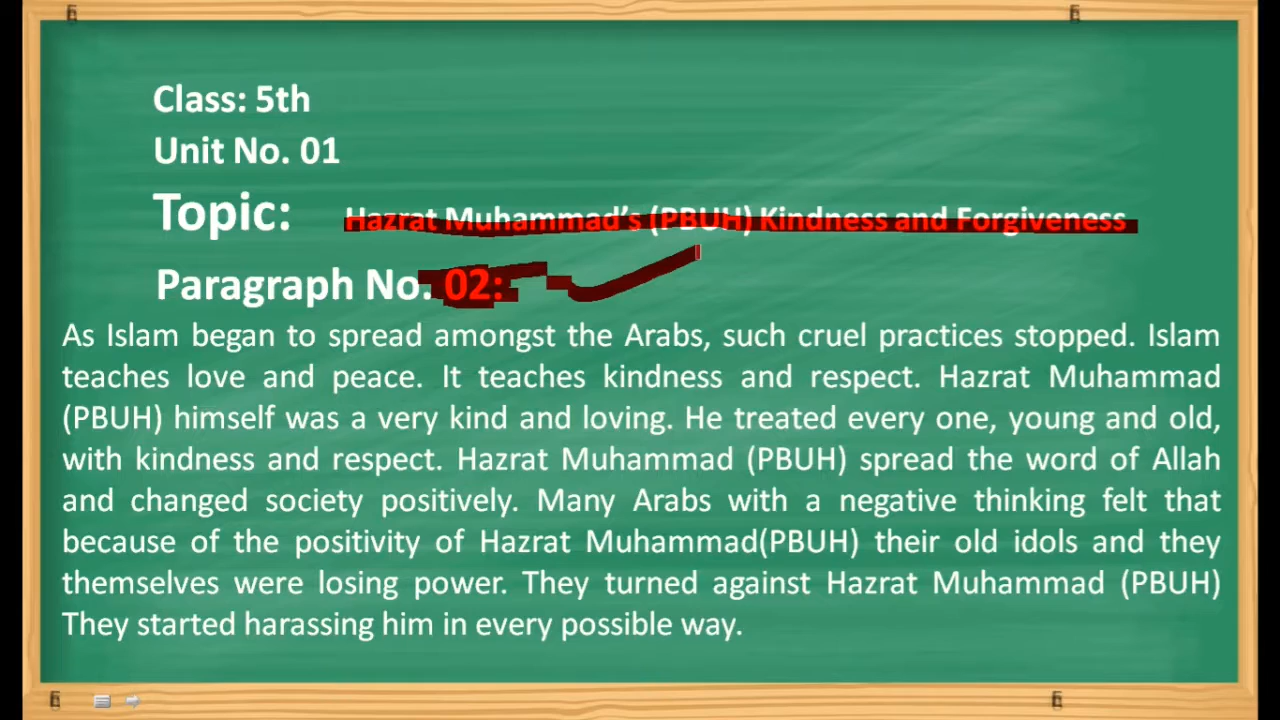 Class: 5th
Unit No. 01
Topic: Hazrat Muhammad's (PBUH) Kindness and Forgiveness
Paragraph No. 02:
As Islam began to spread amongst the Arabs, such cruel practices stopped. Islam
teaches love and peace. It teaches kindness and respect. Hazrat Muhammad
(PBUH) himself was a very kind and loving. He treated every one, young and old,
with kindness and respect. Hazrat Muhammad (PBUH) spread the word of Allah
and changed society positively. Many Arabs with a negative thinking felt that
because of the positivity of Hazrat Muhammad(PBUH) their old idols and they
themselves were losing power. They turned against Hazrat Muhammad (PBUH)
They started harassing him in every possible way.